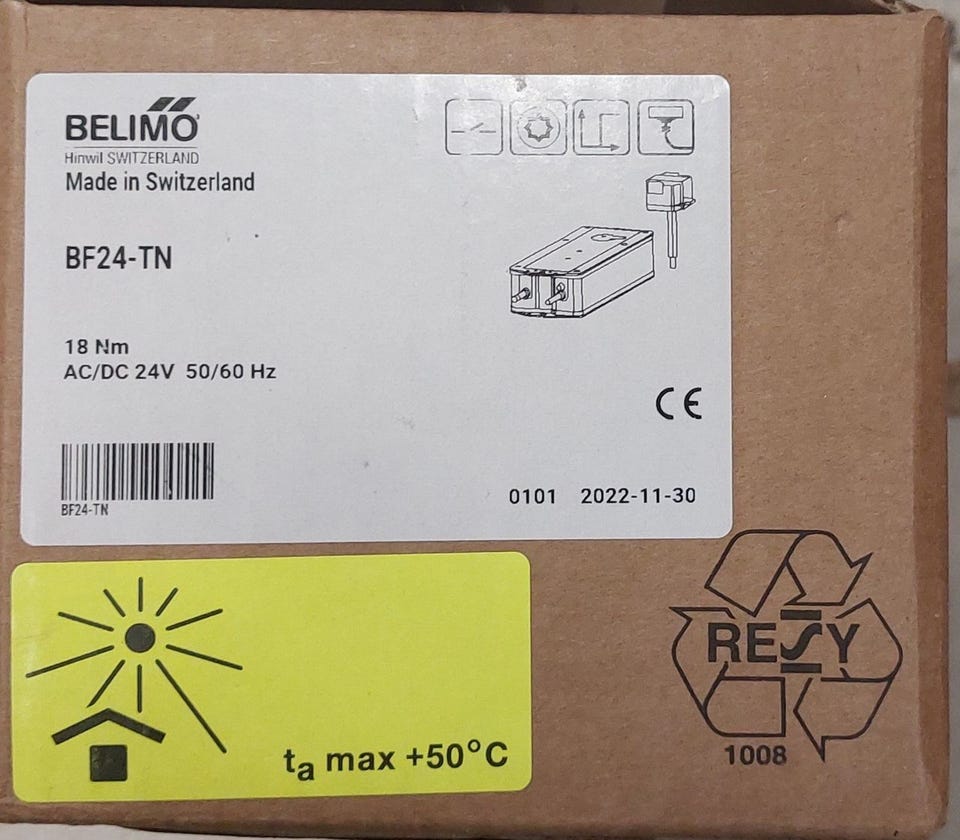 BELIMO
Hinwil SWITZERLAND
Made in Switzerland
BF24-TN
18 Nm
AC/DC 24V 50/60 Hz
CE
BF24-TN
0101 2022-11-30
RESY
1008
ta max +50°C